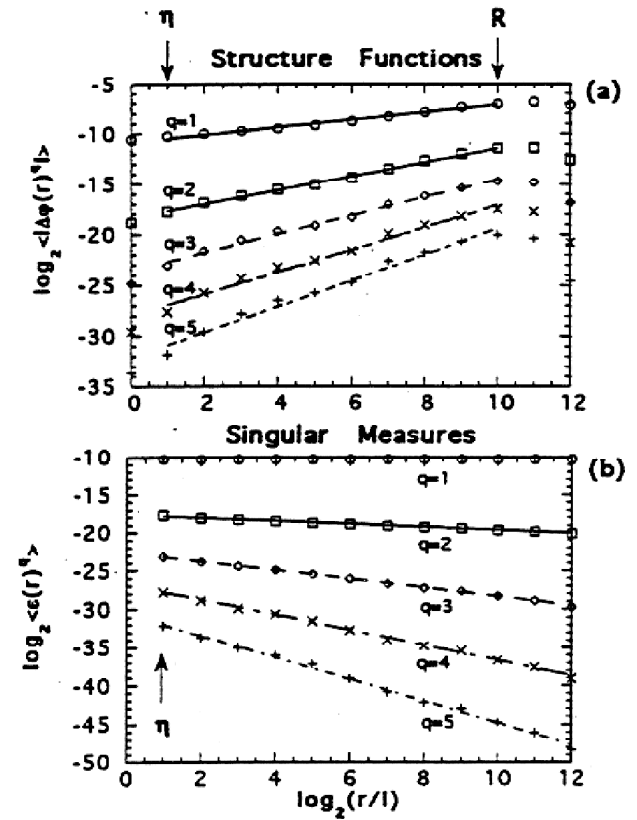 η R
Structure Functions
(a)
-5
-10
-15
-20
-25
-30
-35
log₂<|Δφ(r)^q|>
q=1
q=2
q=3
q=4
q=5
0 2 4 6 8 10 12
Singular Measures
(b)
-10
-15
-20
-25
-30
-35
-40
-45
-50
log₂<ε(r)^q>
q=1
q=2
q=3
q=4
q=5
η
0 2 4 6 8 10 12
log₂(r/l)